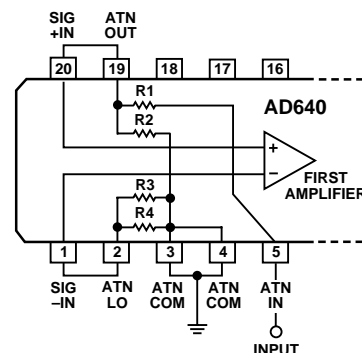 SIG
+IN
ATN
OUT
20
19
18
17
16
R1
R2
AD640
+
–
FIRST
AMPLIFIER
R3
R4
1
2
3
4
5
SIG
–IN
ATN
LO
ATN
COM
ATN
COM
ATN
IN
INPUT